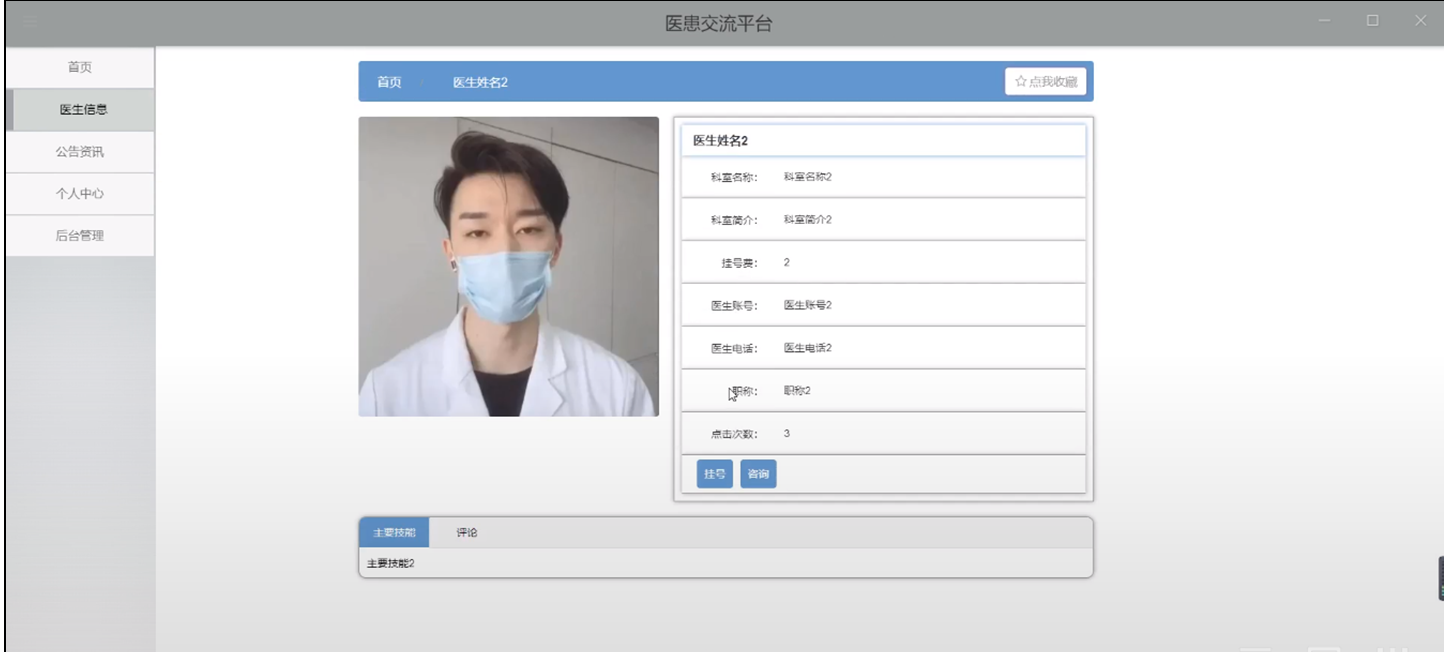 医患交流平台
首页
医生信息
公告资讯
个人中心
后台管理
首页 医生姓名2 ☆点我收藏
医生姓名2
科室名称： 科室名称2
科室简介： 科室简介2
挂号费： 2
医生账号： 医生账号2
医生电话： 医生电话2
职称： 职称2
点击次数： 3
挂号 咨询
主要技能 评论
主要技能2